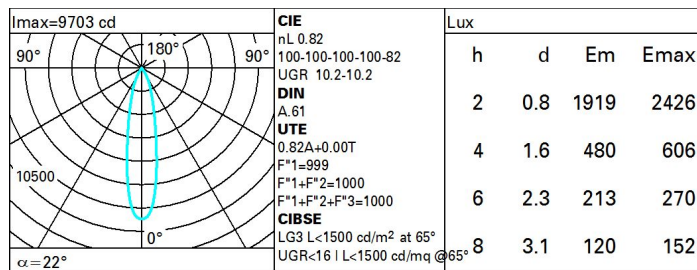 Imax=9703 cd
90°
180°
90°
10500
0°
α=22°
CIE
nL 0.82
100-100-100-100-82
UGR 10.2-10.2
DIN
A.61
UTE
0.82A+0.00T
F"1=999
F"1+F"2=1000
F"1+F"2+F"3=1000
CIBSE
LG3 L<1500 cd/m² at 65°
UGR<16 | L<1500 cd/mq @65°
Lux
h d Em Emax
2 0.8 1919 2426
4 1.6 480 606
6 2.3 213 270
8 3.1 120 152